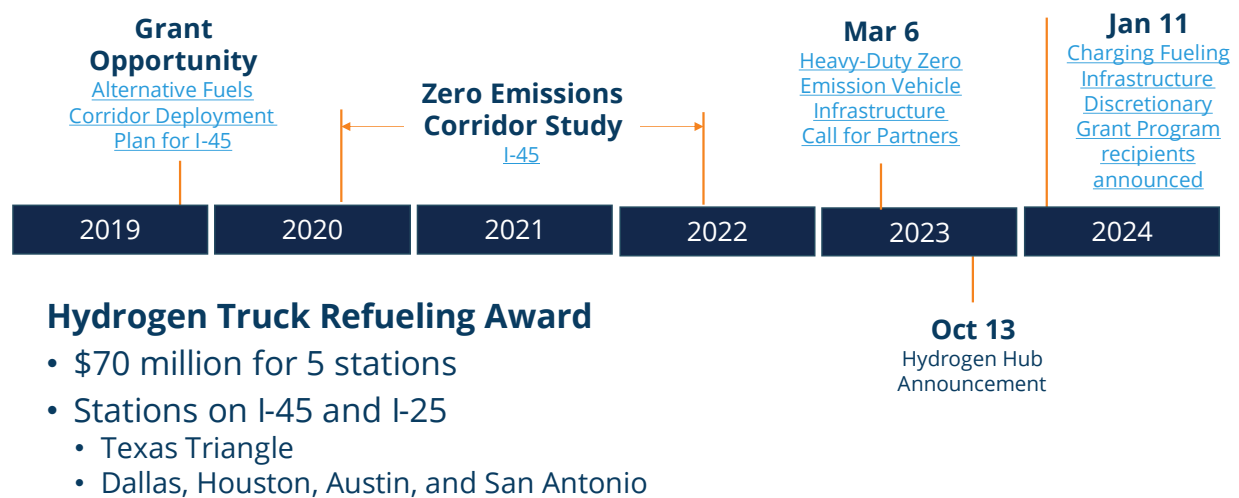 Grant
Opportunity
Alternative Fuels
Corridor Deployment
Plan for I-45
Zero Emissions
Corridor Study
I-45
Mar 6
Heavy-Duty Zero
Emission Vehicle
Infrastructure
Call for Partners
Jan 11
Charging Fueling
Infrastructure
Discretionary
Grant Program
recipients
announced
2019
2020
2021
2022
2023
2024
Oct 13
Hydrogen Hub
Announcement
Hydrogen Truck Refueling Award
• $70 million for 5 stations
• Stations on I-45 and I-25
• Texas Triangle
• Dallas, Houston, Austin, and San Antonio